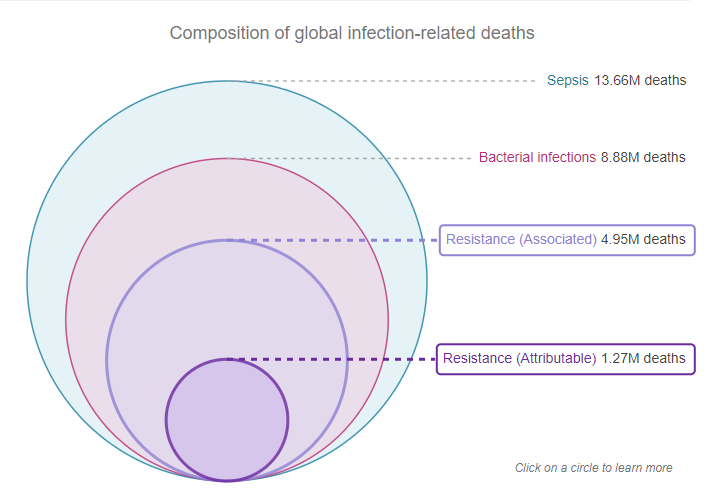 Composition of global infection-related deaths
Sepsis 13.66M deaths
Bacterial infections 8.88M deaths
Resistance (Associated) 4.95M deaths
Resistance (Attributable) 1.27M deaths
Click on a circle to learn more